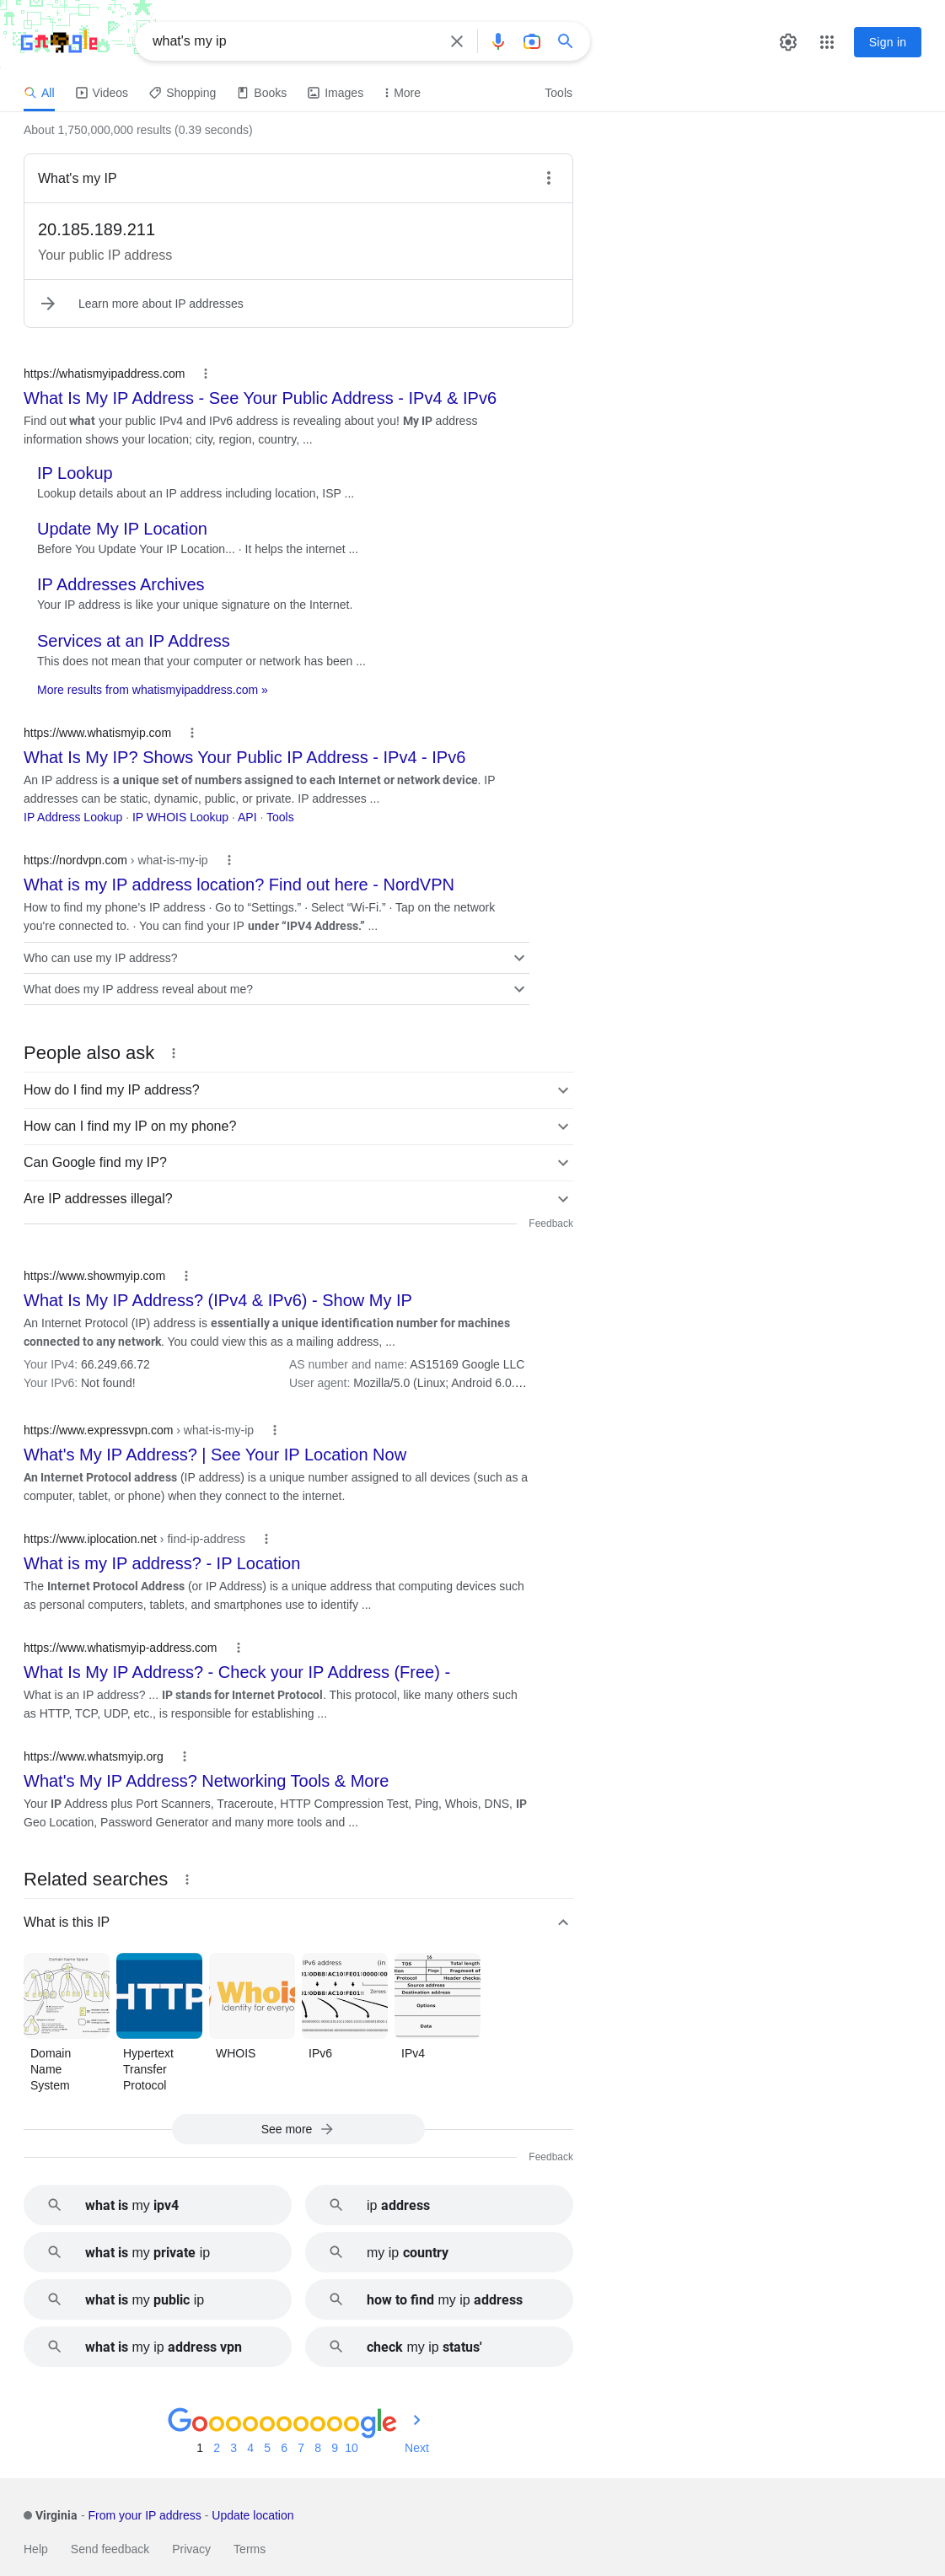 Google
what's my ip
Sign in
All Videos Shopping Books Images More Tools
About 1,750,000,000 results (0.39 seconds)
What's my IP
20.185.189.211
Your public IP address
Learn more about IP addresses
https://whatismyipaddress.com
What Is My IP Address - See Your Public Address - IPv4 & IPv6
Find out what your public IPv4 and IPv6 address is revealing about you! My IP address
information shows your location; city, region, country, ...
IP Lookup
Lookup details about an IP address including location, ISP ...
Update My IP Location
Before You Update Your IP Location... · It helps the internet ...
IP Addresses Archives
Your IP address is like your unique signature on the Internet.
Services at an IP Address
This does not mean that your computer or network has been ...
More results from whatismyipaddress.com »
https://www.whatismyip.com
What Is My IP? Shows Your Public IP Address - IPv4 - IPv6
An IP address is a unique set of numbers assigned to each Internet or network device. IP
addresses can be static, dynamic, public, or private. IP addresses ...
IP Address Lookup · IP WHOIS Lookup · API · Tools
https://nordvpn.com › what-is-my-ip
What is my IP address location? Find out here - NordVPN
How to find my phone's IP address · Go to “Settings.” · Select “Wi-Fi.” · Tap on the network
you're connected to. · You can find your IP under “IPV4 Address.” ...
Who can use my IP address?
What does my IP address reveal about me?
People also ask
How do I find my IP address?
How can I find my IP on my phone?
Can Google find my IP?
Are IP addresses illegal?
Feedback
https://www.showmyip.com
What Is My IP Address? (IPv4 & IPv6) - Show My IP
An Internet Protocol (IP) address is essentially a unique identification number for machines
connected to any network. You could view this as a mailing address, ...
Your IPv4: 66.249.66.72 AS number and name: AS15169 Google LLC
Your IPv6: Not found! User agent: Mozilla/5.0 (Linux; Android 6.0....
https://www.expressvpn.com › what-is-my-ip
What's My IP Address? | See Your IP Location Now
An Internet Protocol address (IP address) is a unique number assigned to all devices (such as a
computer, tablet, or phone) when they connect to the internet.
https://www.iplocation.net › find-ip-address
What is my IP address? - IP Location
The Internet Protocol Address (or IP Address) is a unique address that computing devices such
as personal computers, tablets, and smartphones use to identify ...
https://www.whatismyip-address.com
What Is My IP Address? - Check your IP Address (Free) -
What is an IP address? ... IP stands for Internet Protocol. This protocol, like many others such
as HTTP, TCP, UDP, etc., is responsible for establishing ...
https://www.whatsmyip.org
What's My IP Address? Networking Tools & More
Your IP Address plus Port Scanners, Traceroute, HTTP Compression Test, Ping, Whois, DNS, IP
Geo Location, Password Generator and many more tools and ...
Related searches
What is this IP
Domain Name Space
HTTP
Whois
Identity for everyo
IPv6 address (in
Zeroes
16
TOS Total length
Flags Fragment of
Protocol Header checks
Source address
Destination address
Options
Data
Domain Name System
Hypertext Transfer Protocol
WHOIS
IPv6
IPv4
See more
Feedback
what is my ipv4
ip address
what is my private ip
my ip country
what is my public ip
how to find my ip address
what is my ip address vpn
check my ip status'
Goooooooooogle
1 2 3 4 5 6 7 8 9 10 Next
Virginia - From your IP address - Update location
Help Send feedback Privacy Terms